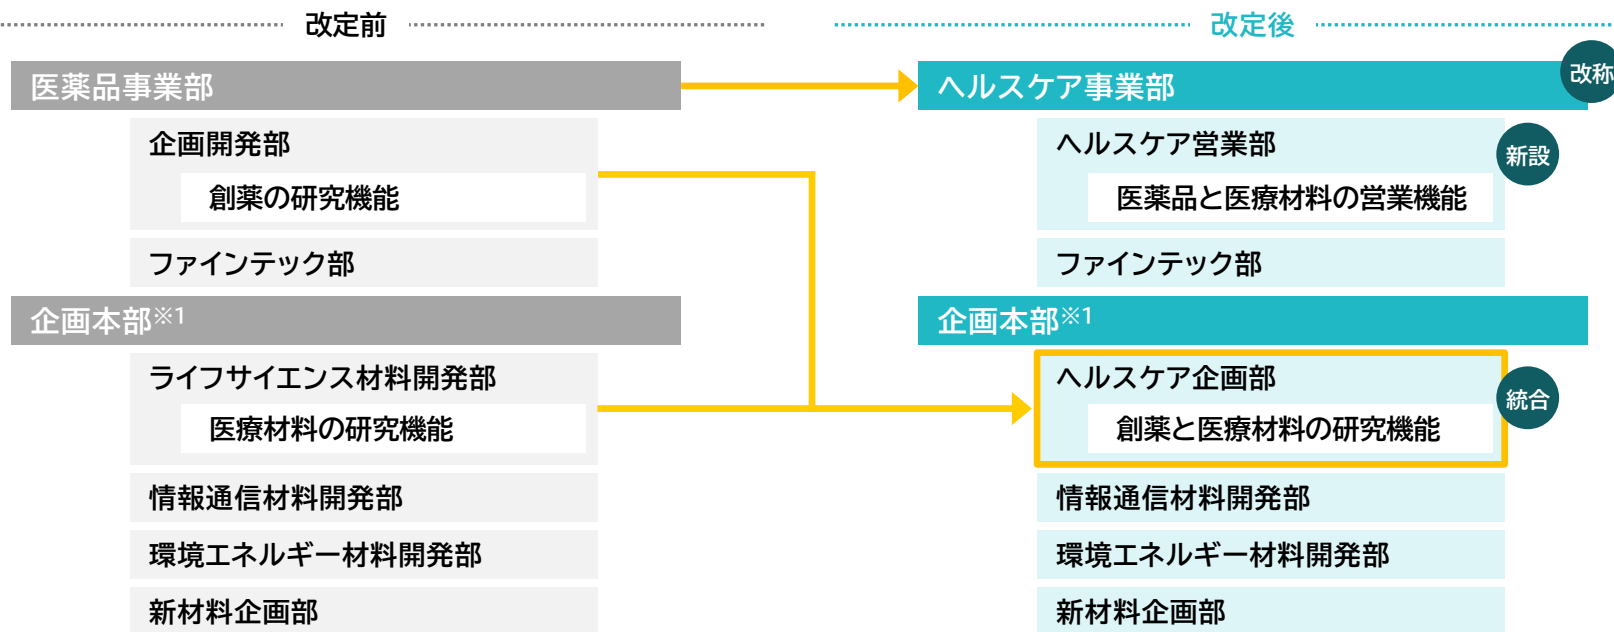 改定前
医薬品事業部
企画開発部
創薬の研究機能
ファインテック部
企画本部※1
ライフサイエンス材料開発部
医療材料の研究機能
情報通信材料開発部
環境エネルギー材料開発部
新材料企画部
改定後
ヘルスケア事業部
改称
ヘルスケア営業部
新設
医薬品と医療材料の営業機能
ファインテック部
企画本部※1
ヘルスケア企画部
統合
創薬と医療材料の研究機能
情報通信材料開発部
環境エネルギー材料開発部
新材料企画部